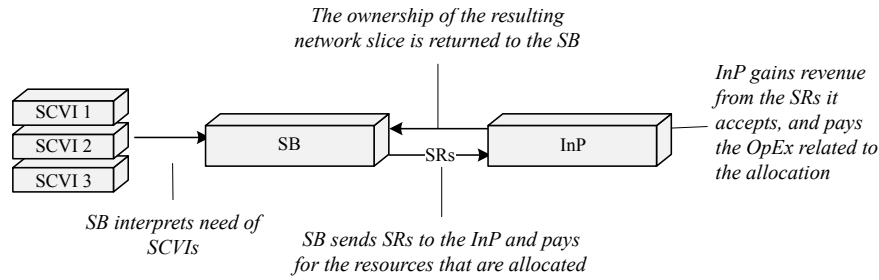 The ownership of the resulting
network slice is returned to the SB
SCVI 1
SCVI 2
SCVI 3
SB
SRs
InP
InP gains revenue
from the SRs it
accepts, and pays
the OpEx related to
the allocation
SB interprets need of
SCVIs
SB sends SRs to the InP and pays
for the resources that are allocated